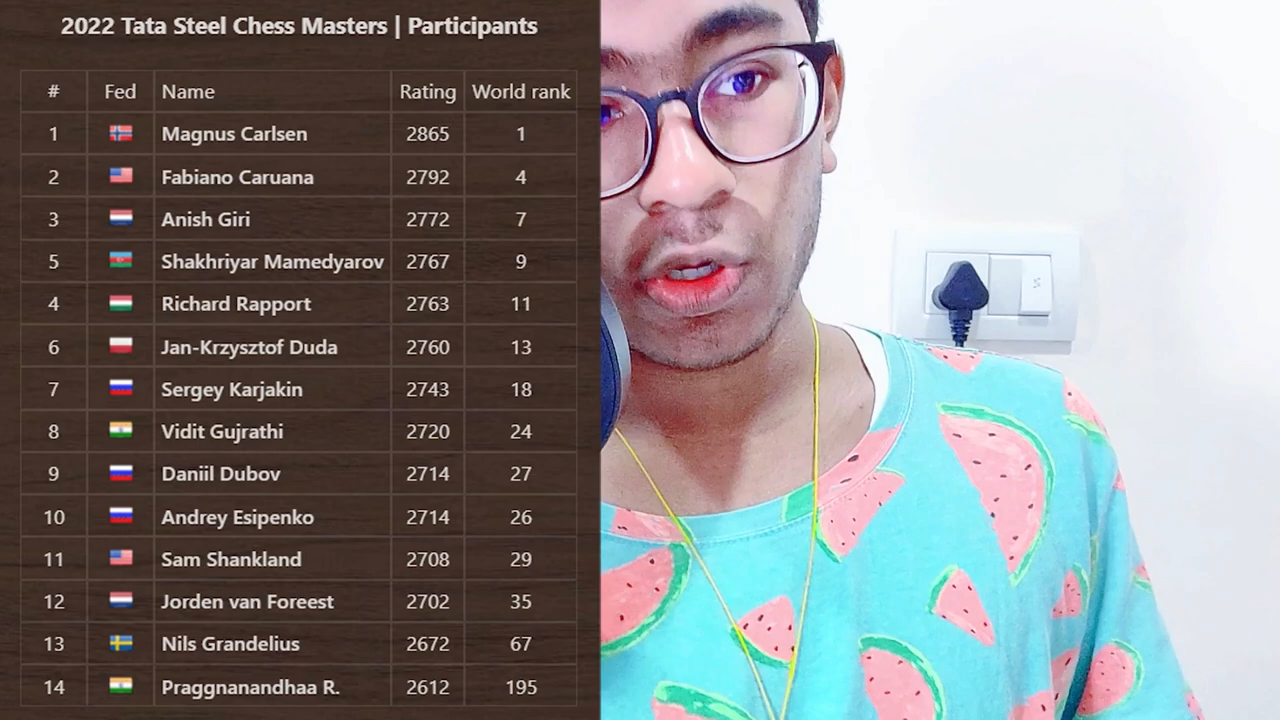 2022 Tata Steel Chess Masters | Participants
# Fed Name Rating World rank
1 Magnus Carlsen 2865 1
2 Fabiano Caruana 2792 4
3 Anish Giri 2772 7
5 Shakhriyar Mamedyarov 2767 9
4 Richard Rapport 2763 11
6 Jan-Krzysztof Duda 2760 13
7 Sergey Karjakin 2743 18
8 Vidit Gujrathi 2720 24
9 Daniil Dubov 2714 27
10 Andrey Esipenko 2714 26
11 Sam Shankland 2708 29
12 Jorden van Foreest 2702 35
13 Nils Grandelius 2672 67
14 Praggnanandhaa R. 2612 195